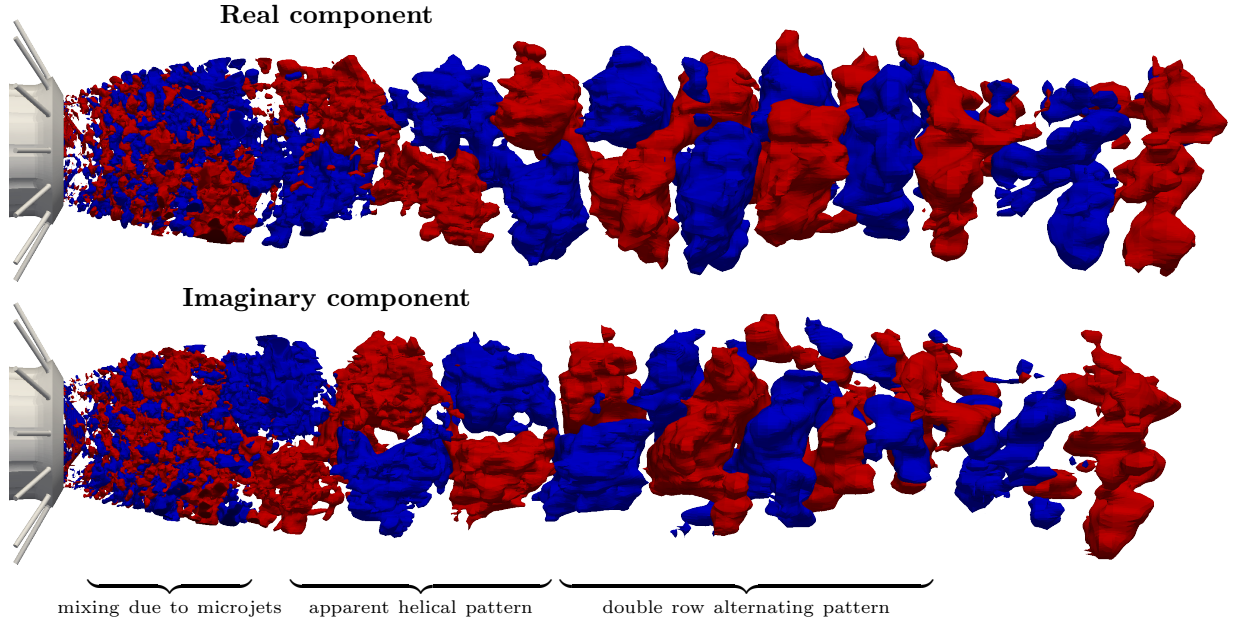 Real component
Imaginary component
mixing due to microjets
apparent helical pattern
double row alternating pattern